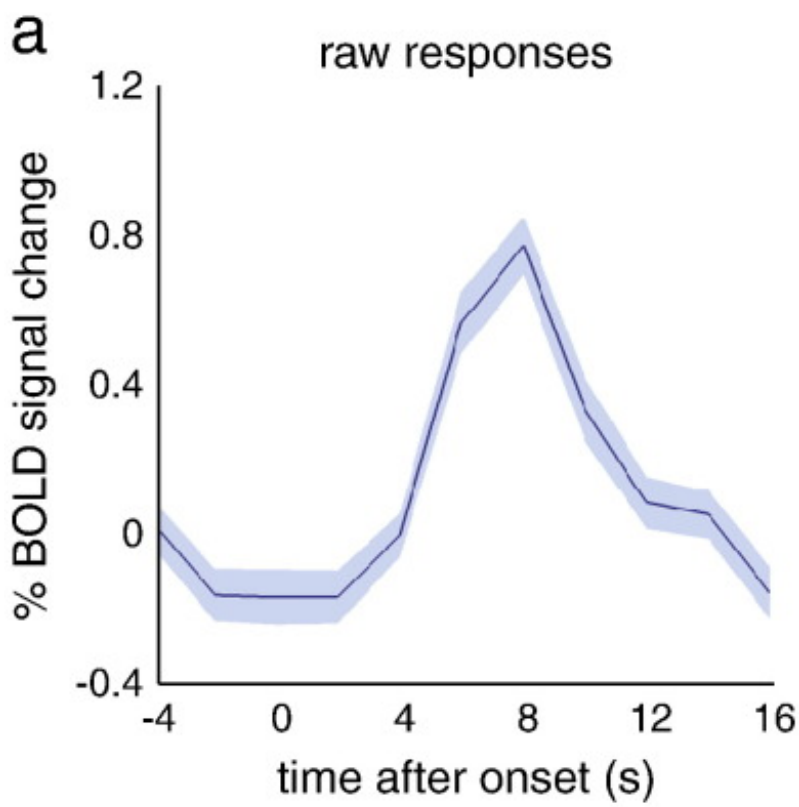 a
raw responses
1.2
0.8
0.4
0
-0.4
% BOLD signal change
-4 0 4 8 12 16
time after onset (s)